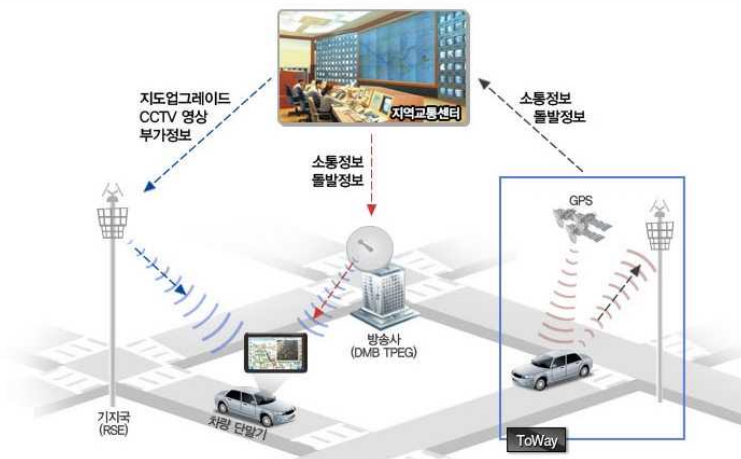 지역교통센터
지도업그레이드
CCTV 영상
부가정보
소통정보
돌발정보
소통정보
돌발정보
GPS
방송사
(DMB TPEG)
기지국
(RSE)
차량 단말기
ToWay